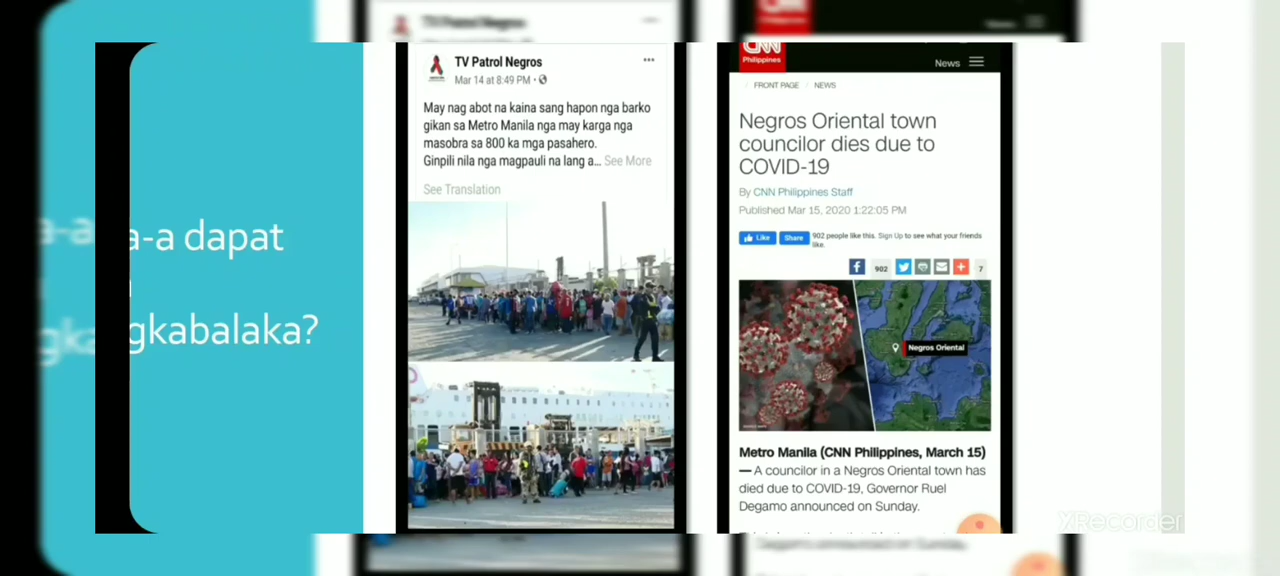 a-a dapat
gkabalaka?
TV Patrol Negros
Mar 14 at 8:49 PM
May nag abot na kaina sang hapon nga barko
gikan sa Metro Manila nga may karga nga
masobra sa 800 ka mga pasahero.
Ginpili nila nga magpauli na lang a... See More
See Translation
CNN
Philippines
News
/ FRONT PAGE / NEWS
Negros Oriental town
councilor dies due to
COVID-19
By CNN Philippines Staff
Published Mar 15, 2020 1:22:05 PM
Like Share 902 people like this. Sign Up to see what your friends
like.
902 7
Negros Oriental
Metro Manila (CNN Philippines, March 15)
— A councilor in a Negros Oriental town has
died due to COVID-19, Governor Ruel
Degamo announced on Sunday.
XRecorder